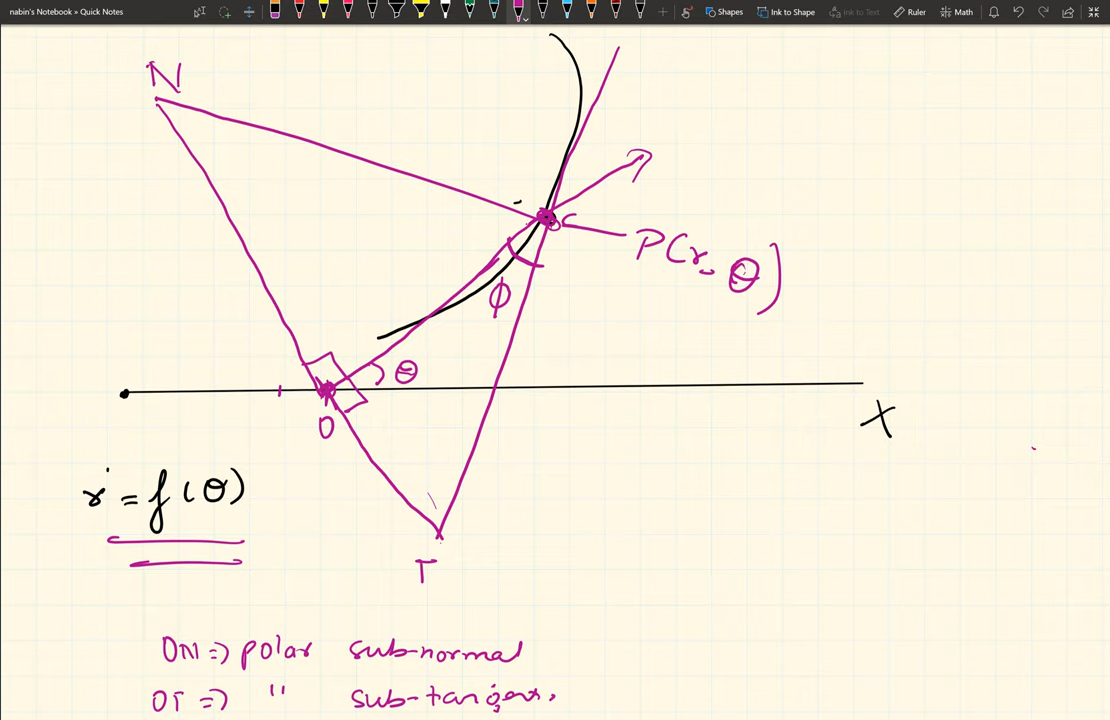 nabin's Notebook » Quick Notes
Shapes
Ink to Shape
Ink to Text
Ruler
Math
N
P(r, θ)
ϕ
θ
O
X
r = f(θ)
T
ON => polar sub-normal
OT => " sub-tangent.